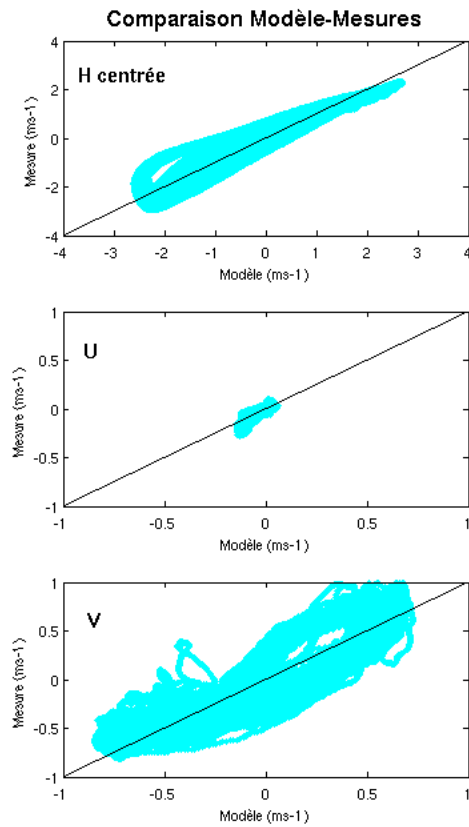 Comparaison Modèle-Mesures
H centrée
Mesure (ms-1)
4
2
0
-2
-4
-4 -3 -2 -1 0 1 2 3 4
Modèle (ms-1)
U
Mesure (ms-1)
1
0.5
0
-0.5
-1
-1 -0.5 0 0.5 1
Modèle (ms-1)
V
Mesure (ms-1)
1
0.5
0
-0.5
-1
-1 -0.5 0 0.5 1
Modèle (ms-1)